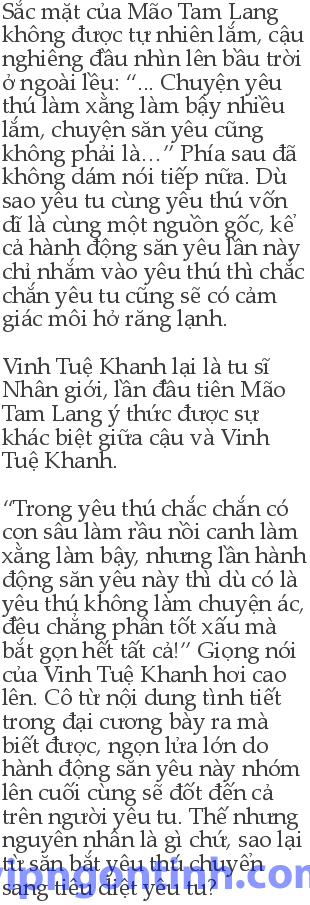 Sắc mặt của Mão Tam Lang
không được tự nhiên lắm, cậu
nghiêng đầu nhìn lên bầu trời
ở ngoài lều: “... Chuyện yêu
thú làm xằng làm bậy nhiều
lắm, chuyện săn yêu cũng
không phải là...” Phía sau đã
không dám nói tiếp nữa. Dù
sao yêu tu cùng yêu thú vốn
dĩ là cùng một nguồn gốc, kể
cả hành động săn yêu lần này
chỉ nhắm vào yêu thú thì chắc
chắn yêu tu cũng sẽ có cảm
giác môi hở răng lạnh.

Vinh Tuệ Khanh lại là tu sĩ
Nhân giới, lần đầu tiên Mão
Tam Lang ý thức được sự
khác biệt giữa cậu và Vinh
Tuệ Khanh.

“Trong yêu thú chắc chắn có
con sâu làm rầu nồi canh làm
xằng làm bậy, nhưng lần hành
động săn yêu này thì dù có là
yêu thú không làm chuyện ác,
đều chẳng phân tốt xấu mà
bắt gọn hết tất cả!” Giọng nói
của Vinh Tuệ Khanh hơi cao
lên. Cô từ nội dung tình tiết
trong đại cương bày ra mà
biết được, ngọn lửa lớn do
hành động săn yêu này nhóm
lên cuối cùng sẽ đốt đến cả
trên người yêu tu. Thế nhưng
nguyên nhân là gì chứ, sao lại
từ săn bắt yêu thú chuyển
sang tiêu diệt yêu tu?
vipngontinh.com